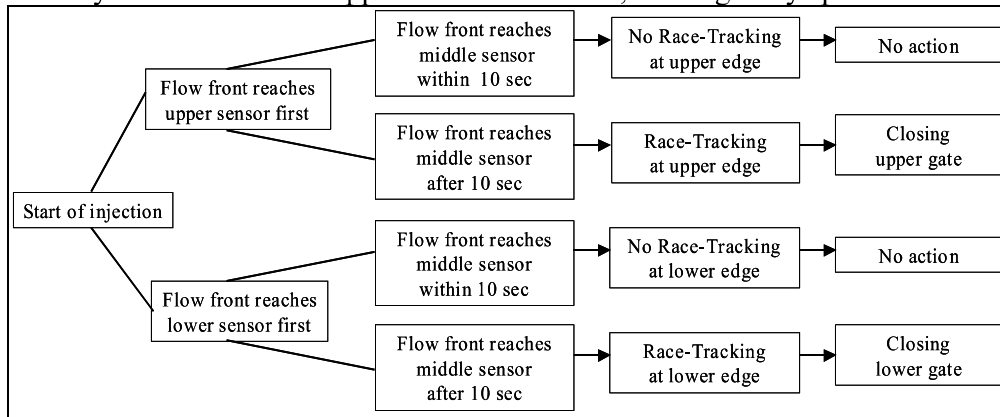 Flow front reaches
middle sensor
within 10 sec
No Race-Tracking
at upper edge
No action
Flow front reaches
upper sensor first
Flow front reaches
middle sensor
after 10 sec
Race-Tracking
at upper edge
Closing
upper gate
Start of injection
Flow front reaches
middle sensor
within 10 sec
No Race-Tracking
at lower edge
No action
Flow front reaches
lower sensor first
Flow front reaches
middle sensor
after 10 sec
Race-Tracking
at lower edge
Closing
lower gate